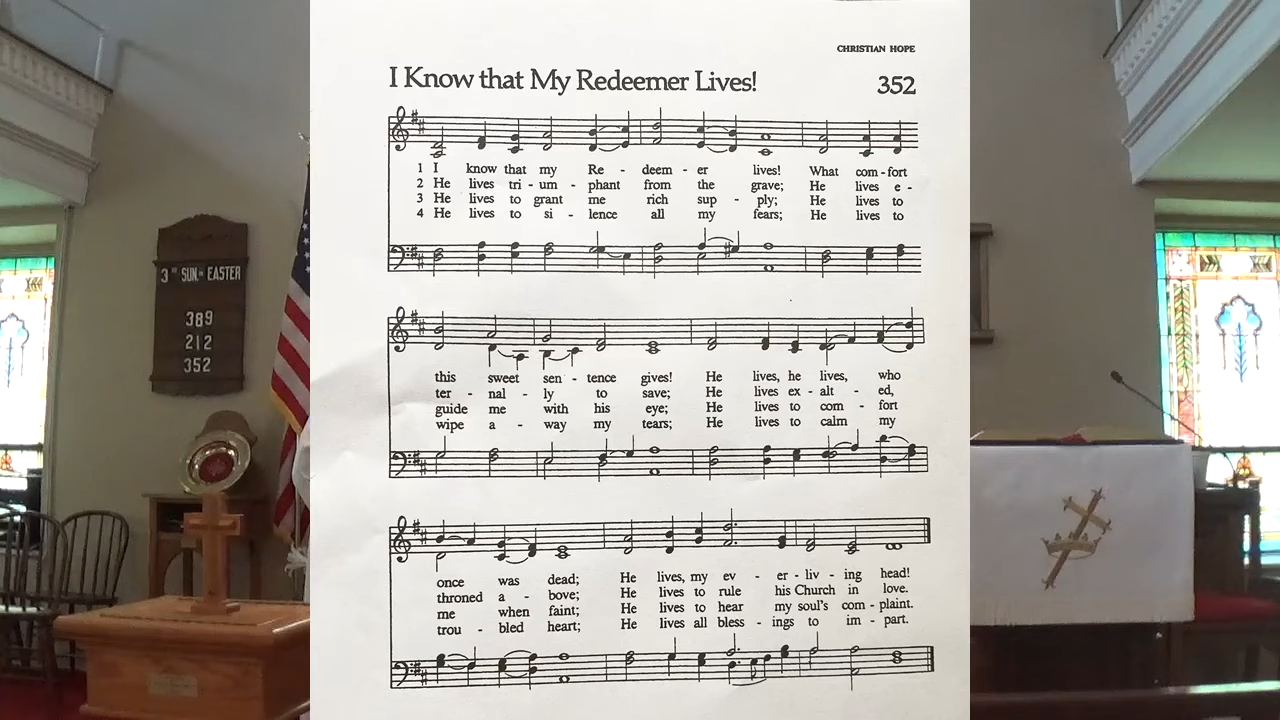 3RD SUN. EASTER
389
212
352
CHRISTIAN HOPE
I Know that My Redeemer Lives!
352
1 I know that my Re - deem - er lives! What com - fort
2 He lives tri - um - phant from the grave; He lives e -
3 He lives to grant me rich sup - ply; He lives to
4 He lives to si - lence all my fears; He lives to
this sweet sen - tence gives! He lives, he lives, who
ter - nal - ly to save; He lives ex - alt - ed,
guide me with his eye; He lives to com - fort
wipe a - way my tears; He lives to calm my
once was dead; He lives, my ev - er - liv - ing head!
throned a - bove; He lives to rule his Church in love.
me when faint; He lives to hear my soul's com - plaint.
trou - bled heart; He lives all bless - ings to im - part.